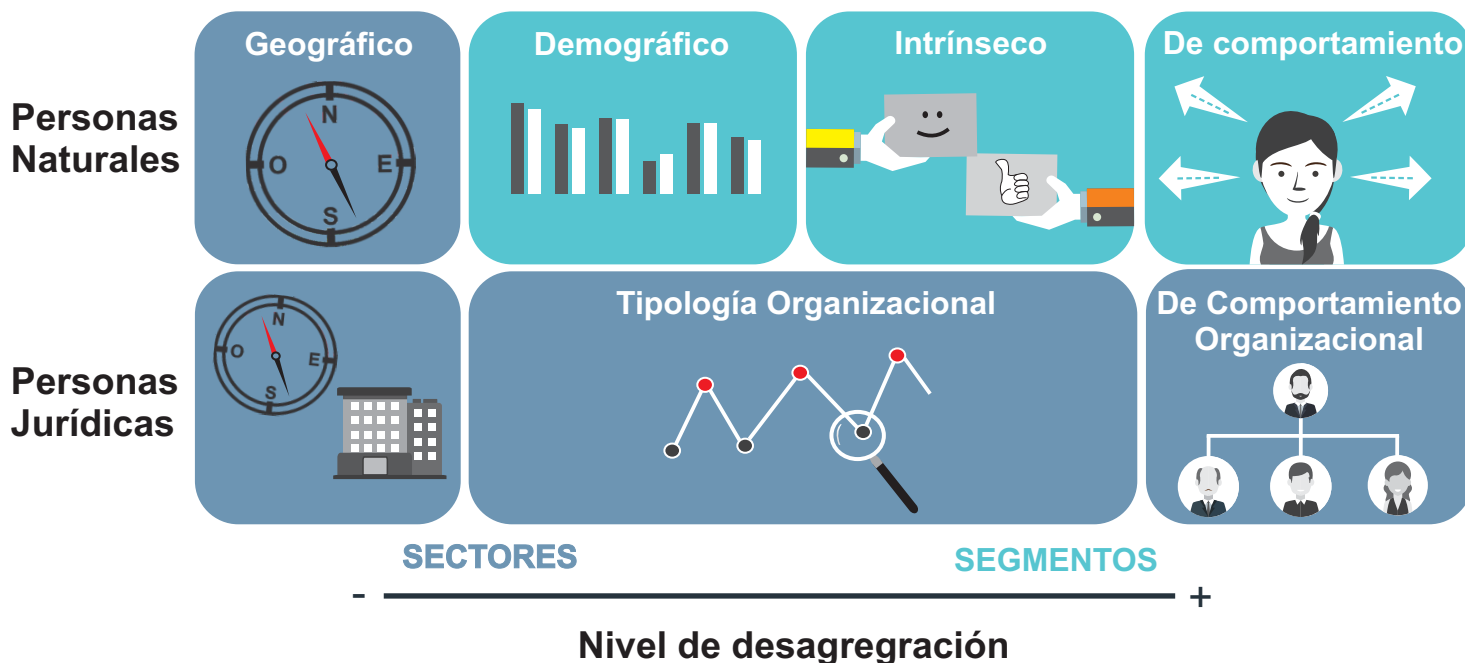 Geográfico
Demográfico
Intrínseco
De comportamiento
Personas
Naturales
N
O
E
S
Tipología Organizacional
De Comportamiento
Organizacional
Personas
Jurídicas
N
O
E
S
SECTORES
SEGMENTOS
- +
Nivel de desagregración